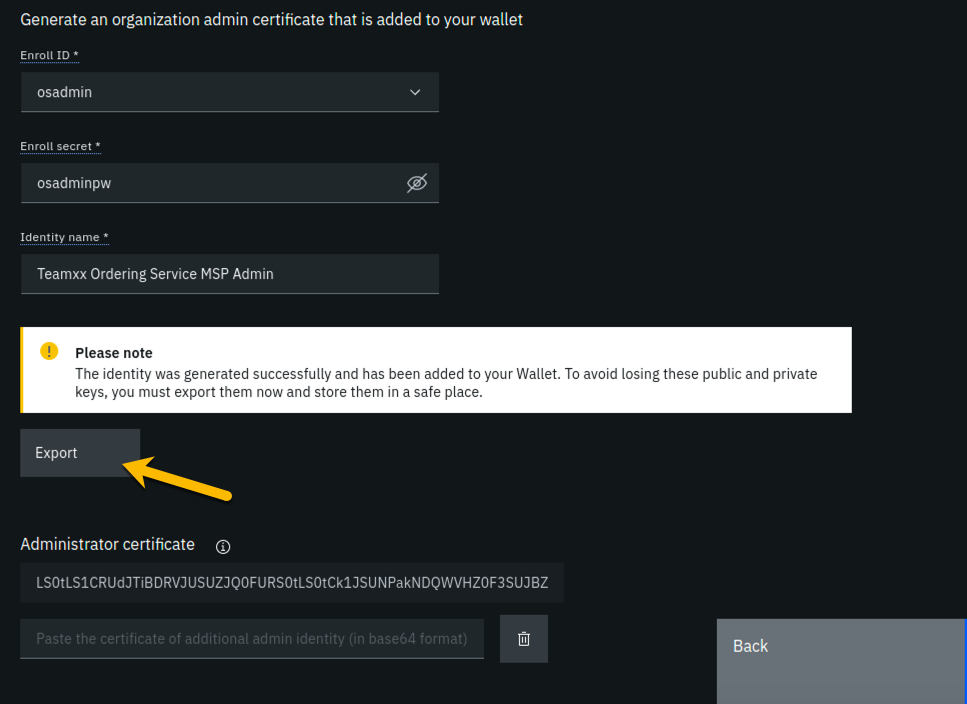 Generate an organization admin certificate that is added to your wallet
Enroll ID *
osadmin
Enroll secret *
osadminpw
Identity name *
Teamxx Ordering Service MSP Admin
Please note
The identity was generated successfully and has been added to your Wallet. To avoid losing these public and private
keys, you must export them now and store them in a safe place.
Export
Administrator certificate
LS0tLS1CRUdJTiBDRVJUSUZJQ0FURS0tLS0tCk1JSUNPakNDQWVHZ0F3SUJBZ
Paste the certificate of additional admin identity (in base64 format)
Back